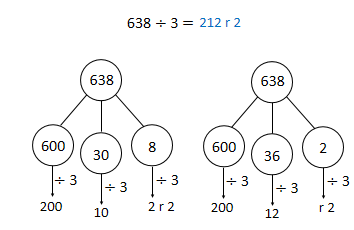 638 ÷ 3 = 212 r 2
638 638
600 30 8 600 36 2
÷ 3 ÷ 3 ÷ 3 ÷ 3 ÷ 3 ÷ 3
200 10 2 r 2 200 12 r 2